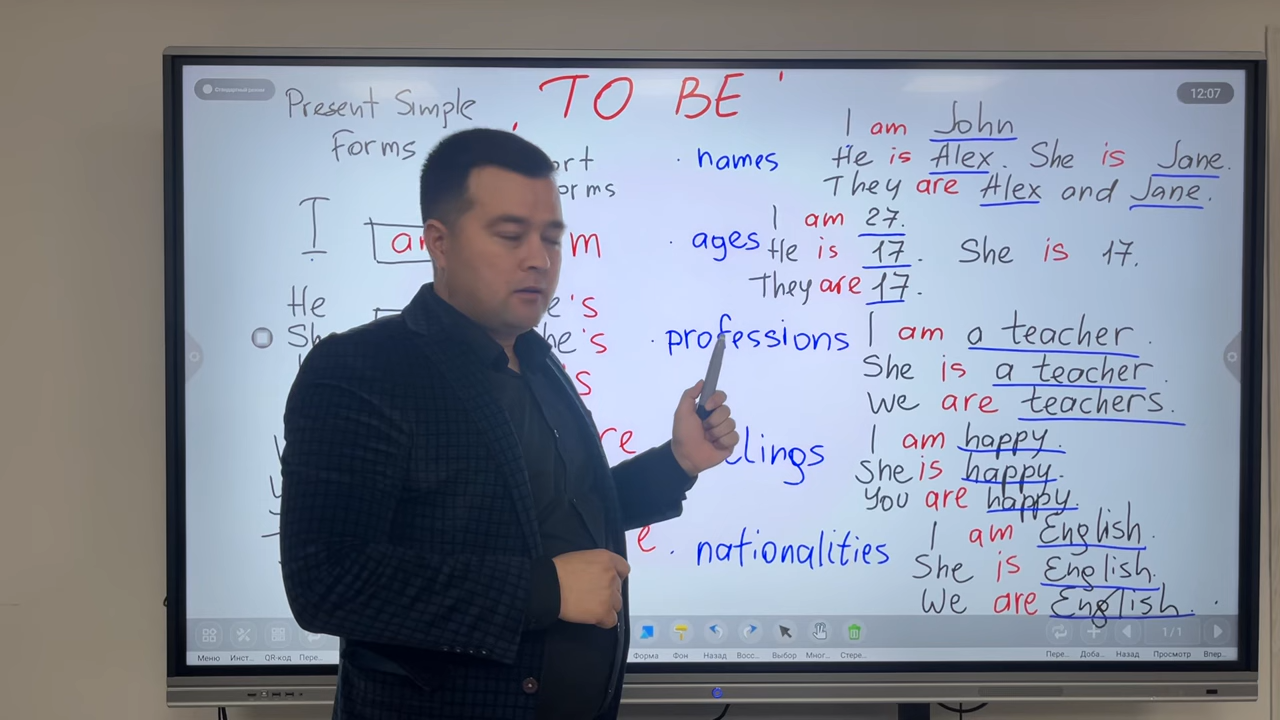 Стандартный режим
12:07
' TO BE '
Present Simple
Forms
names
ages
professions
nationalities
I
He
'm
's
's
's
're
I am John
He is Alex. She is Jane.
They are Alex and Jane.
I am 27.
He is 17. She is 17.
They are 17.
I am a teacher.
She is a teacher.
We are teachers.
I am happy.
She is happy.
You are happy.
I am English.
She is English.
We are English.
Меню Инст... QR-код Пере...
Форма Фон Назад Восс... Выбор Мног... Стере...
Пере... Доба... Назад 1/1 Просмотр Впер...